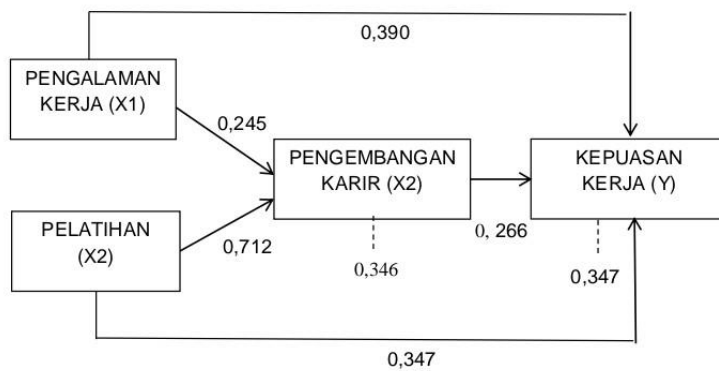 0,390
PENGALAMAN
KERJA (X1)
0,245
PENGEMBANGAN
KARIR (X2)
KEPUASAN
KERJA (Y)
PELATIHAN
(X2)
0,712
0,346
0, 266
0,347
0,347